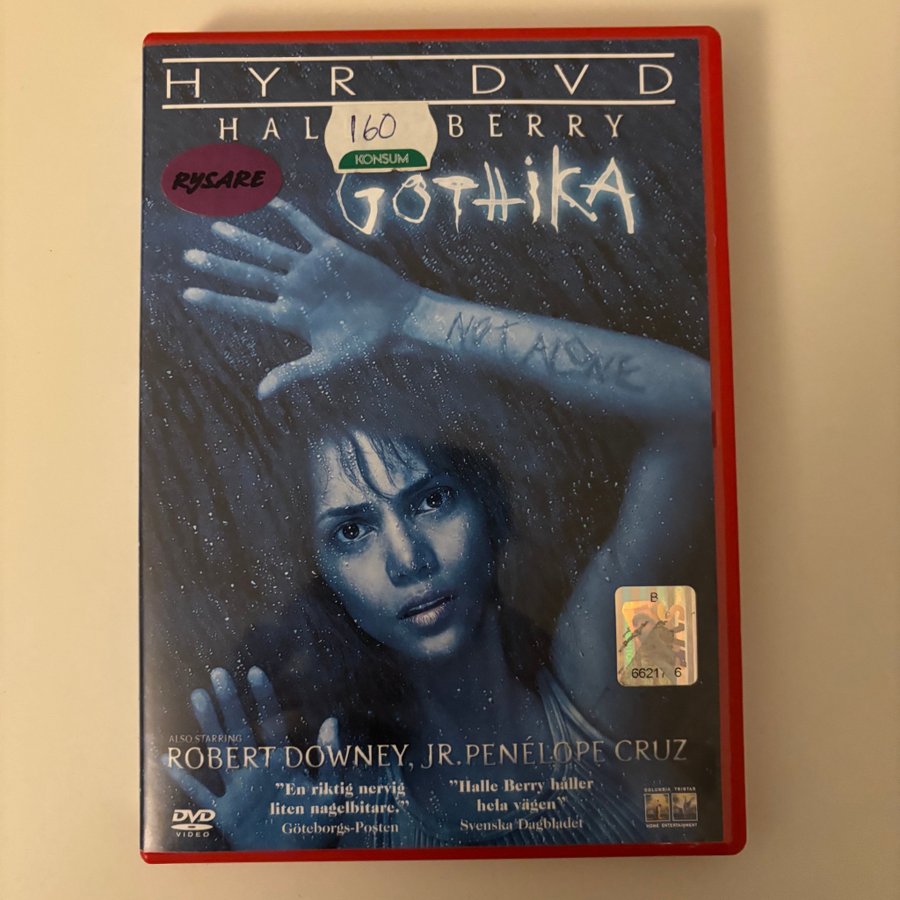 HYR DVD
HAL BERRY
160
KONSUM
RYSARE
GOTHIKA
NOT ALONE
B
66217 6
ALSO STARRING
ROBERT DOWNEY, JR. PENÉLOPE CRUZ
"En riktig nervig
liten nagelbitare."
Göteborgs-Posten
"Halle Berry håller
hela vägen"
Svenska Dagbladet
DVD
VIDEO
COLUMBIA TRISTAR
HOME ENTERTAINMENT